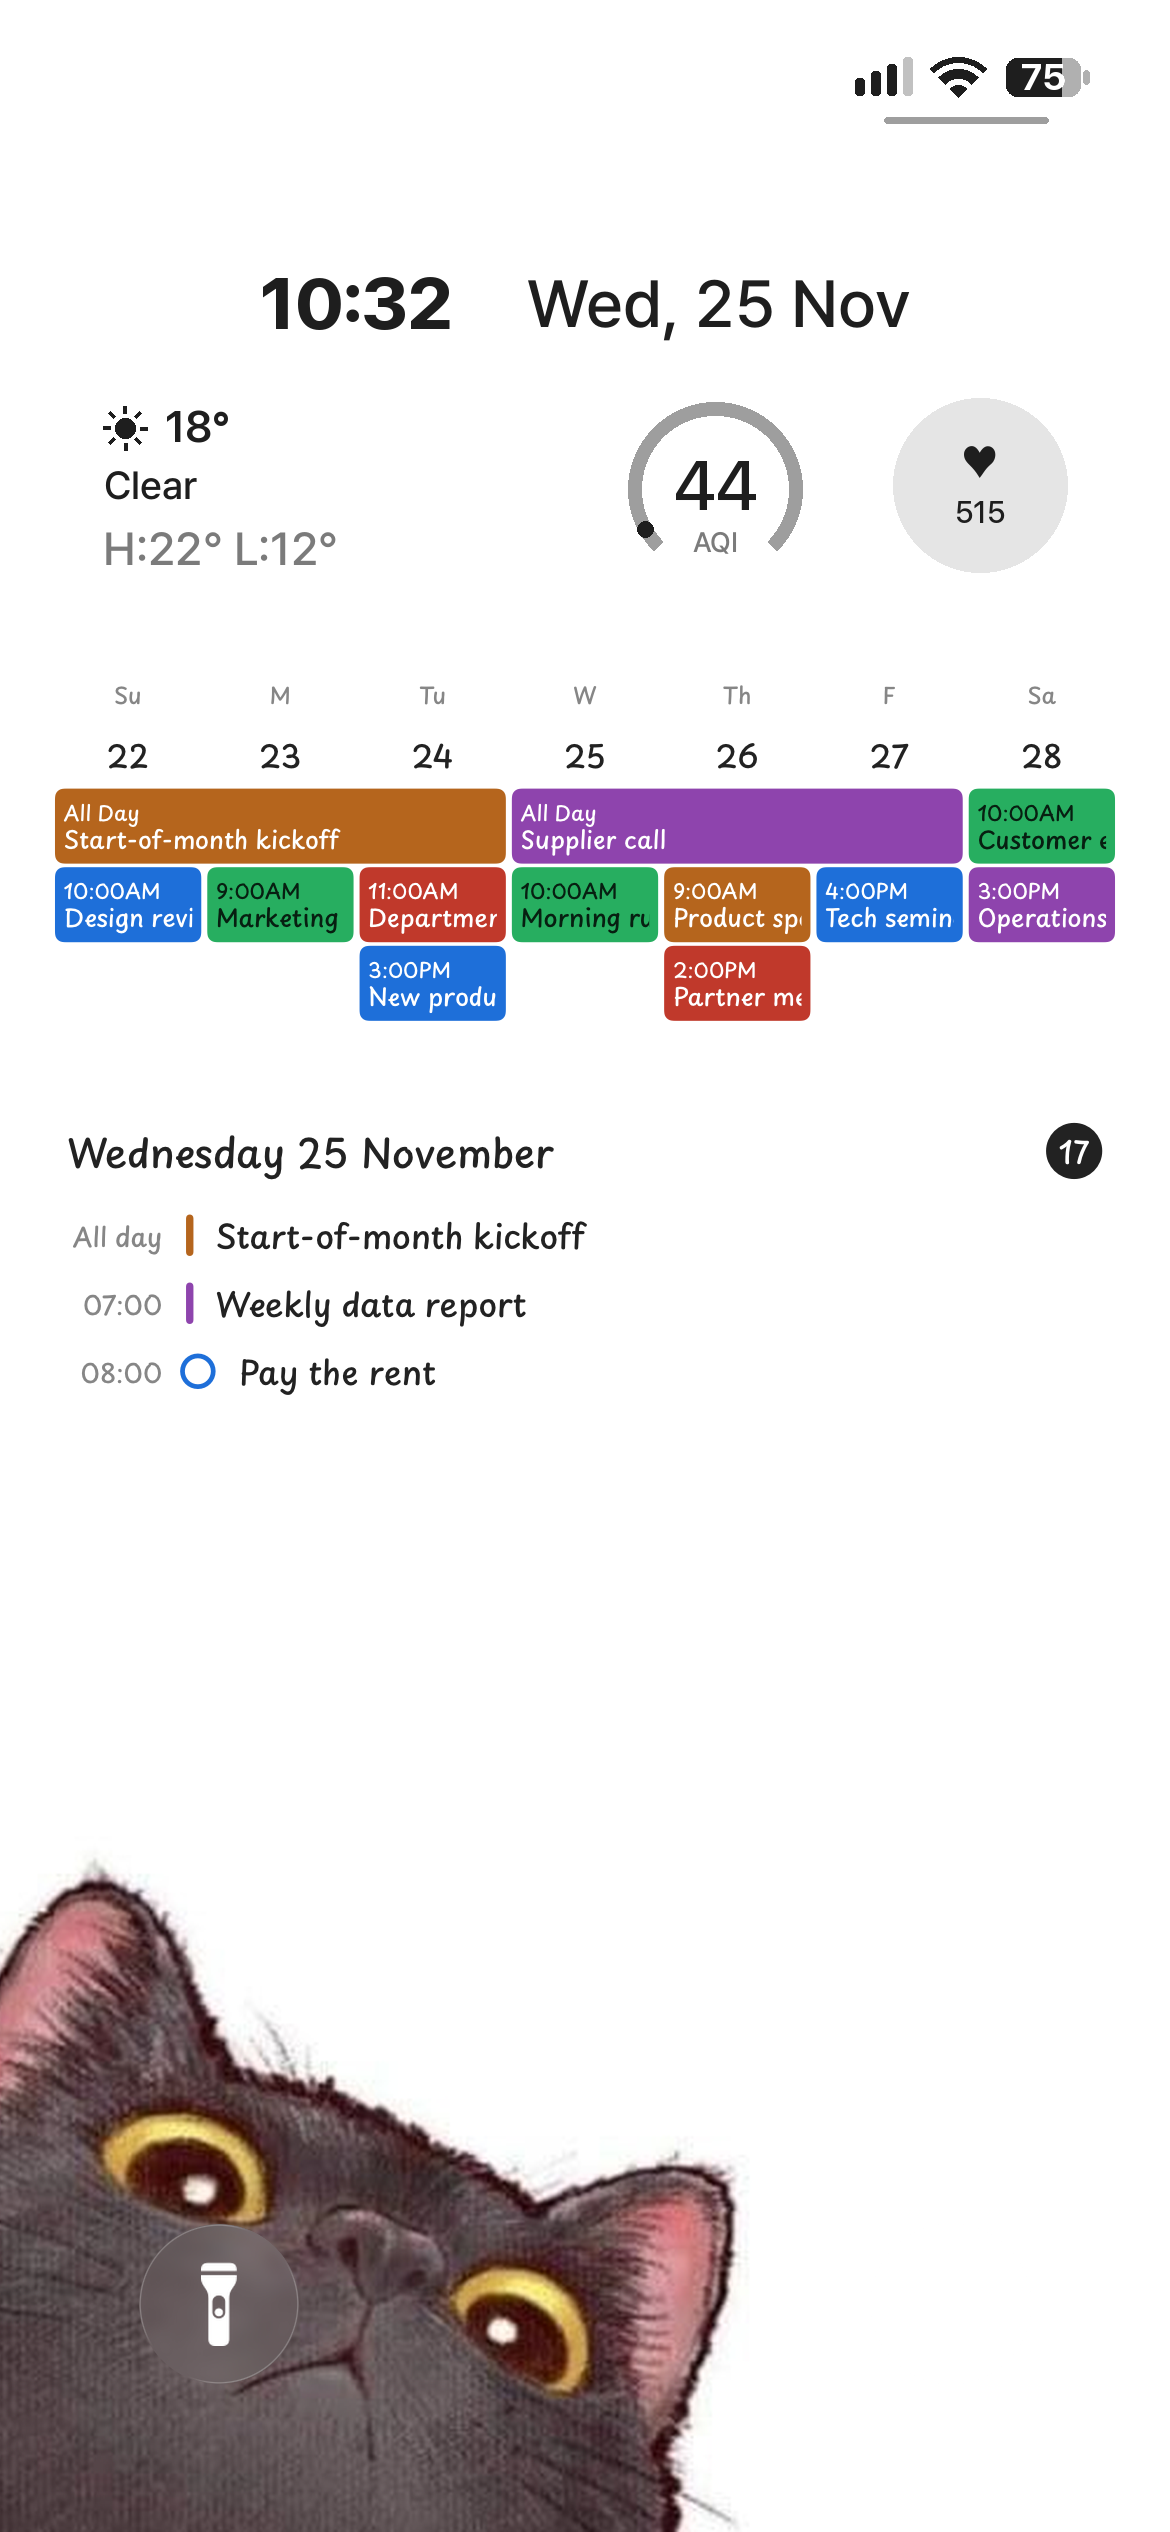 75
10:32 Wed, 25 Nov
18°
Clear
H:22° L:12°
44
AQI
515
Su M Tu W Th F Sa
22 23 24 25 26 27 28
All Day
Start-of-month kickoff
All Day
Supplier call
10:00AM
Customer e
10:00AM
Design revi
9:00AM
Marketing
11:00AM
Departmer
10:00AM
Morning ru
9:00AM
Product sp
4:00PM
Tech semin
3:00PM
Operations
3:00PM
New produ
2:00PM
Partner me
Wednesday 25 November 17
All day Start-of-month kickoff
07:00 Weekly data report
08:00 Pay the rent